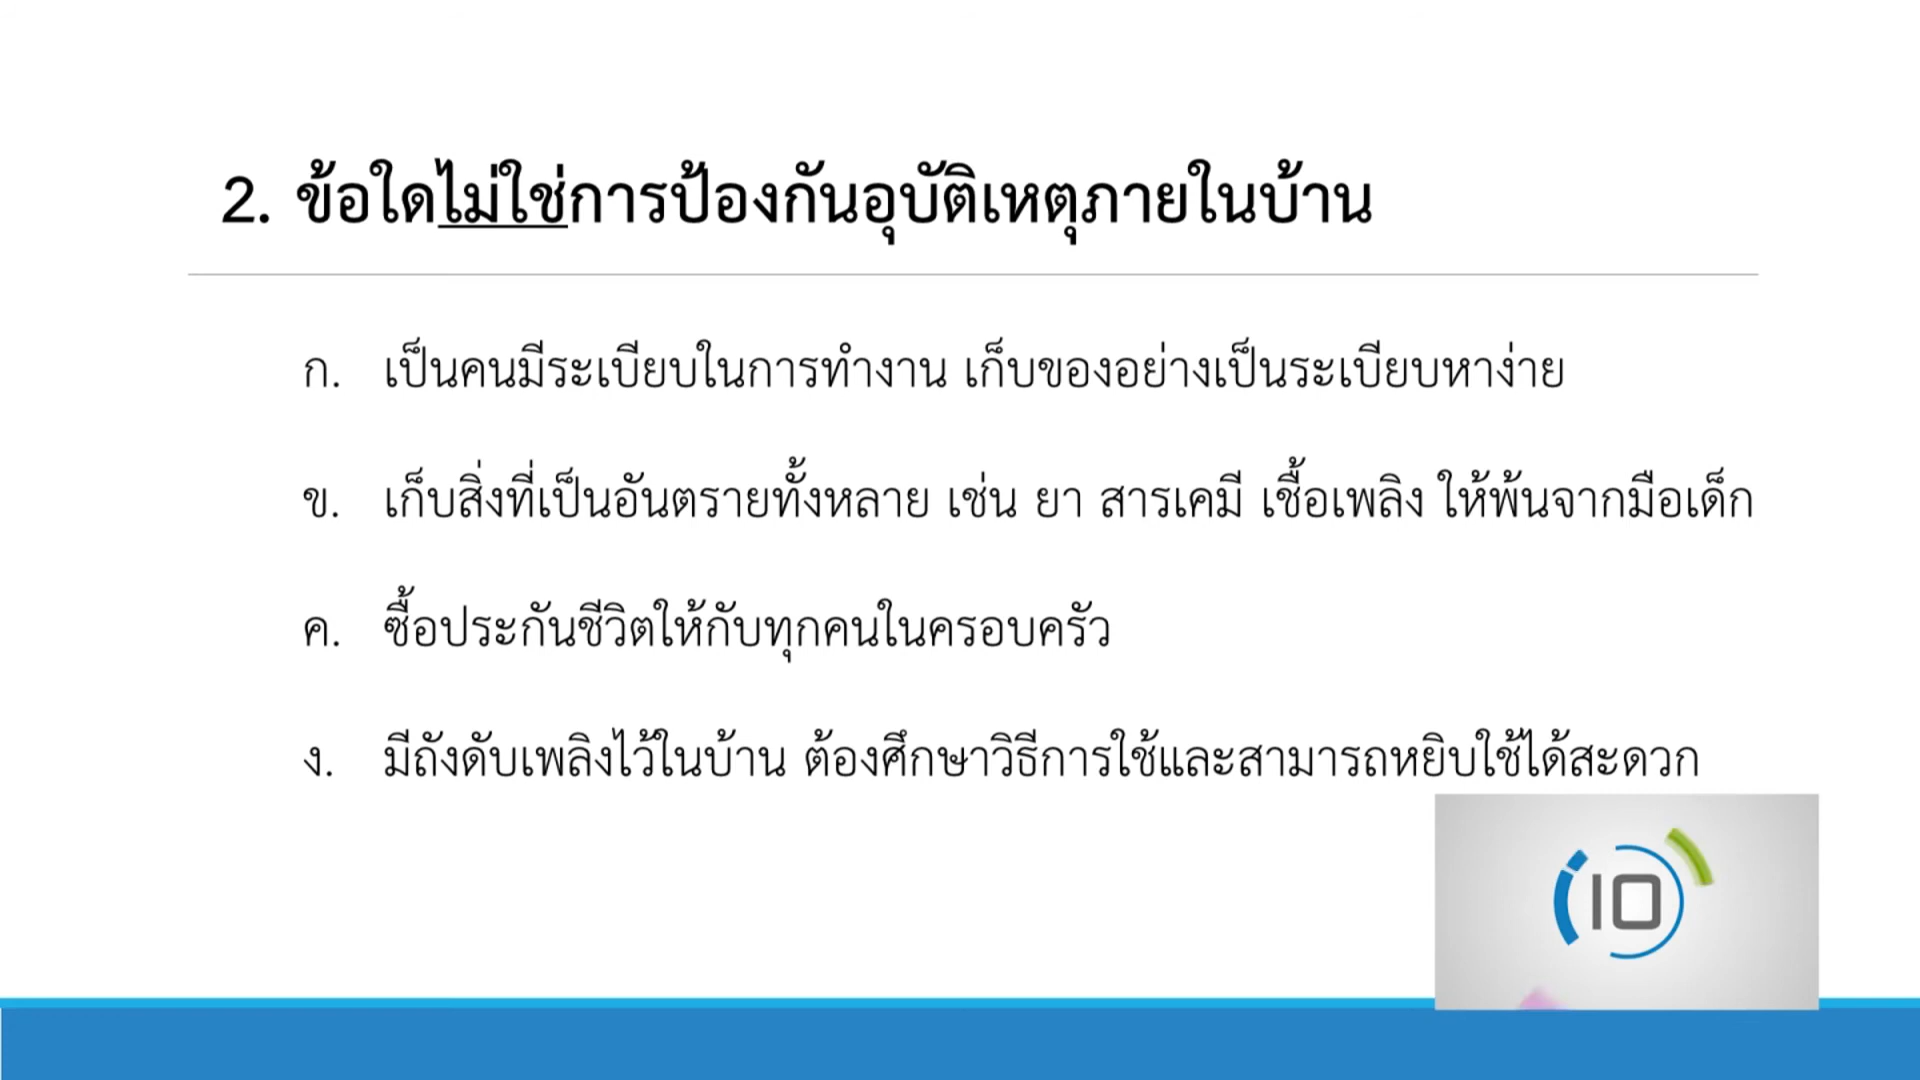 2. ข้อใดไม่ใช่การป้องกันอุบัติเหตุภายในบ้าน
ก. เป็นคนมีระเบียบในการทำงาน เก็บของอย่างเป็นระเบียบหาง่าย
ข. เก็บสิ่งที่เป็นอันตรายทั้งหลาย เช่น ยา สารเคมี เชื้อเพลิง ให้พ้นจากมือเด็ก
ค. ซื้อประกันชีวิตให้กับทุกคนในครอบครัว
ง. มีถังดับเพลิงไว้ในบ้าน ต้องศึกษาวิธีการใช้และสามารถหยิบใช้ได้สะดวก
10